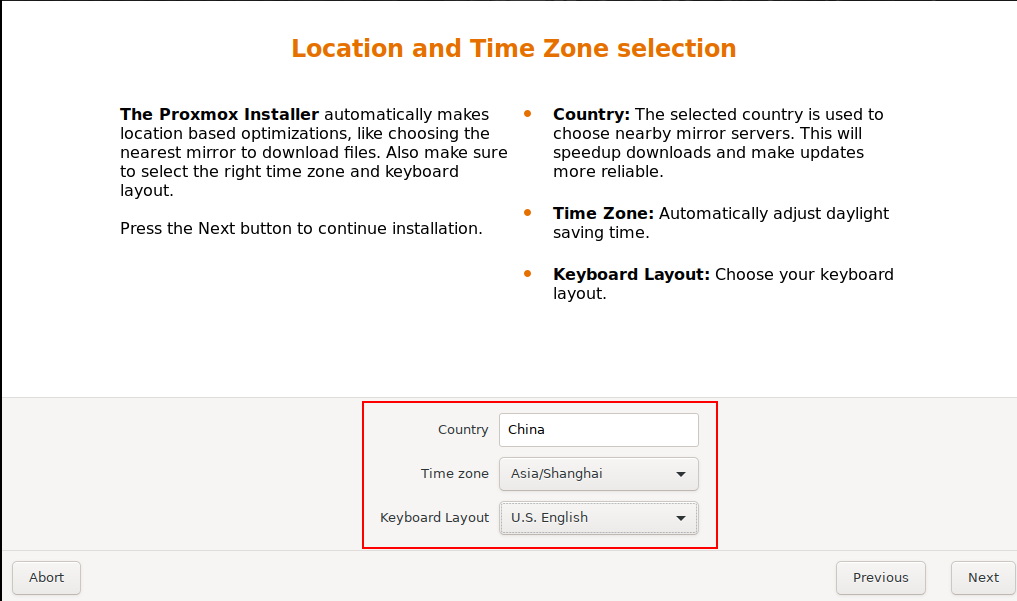 Location and Time Zone selection
The Proxmox Installer automatically makes
location based optimizations, like choosing the
nearest mirror to download files. Also make sure
to select the right time zone and keyboard
layout.
Press the Next button to continue installation.
Country: The selected country is used to
choose nearby mirror servers. This will
speedup downloads and make updates
more reliable.
Time Zone: Automatically adjust daylight
saving time.
Keyboard Layout: Choose your keyboard
layout.
Country China
Time zone Asia/Shanghai
Keyboard Layout U.S. English
Abort Previous Next